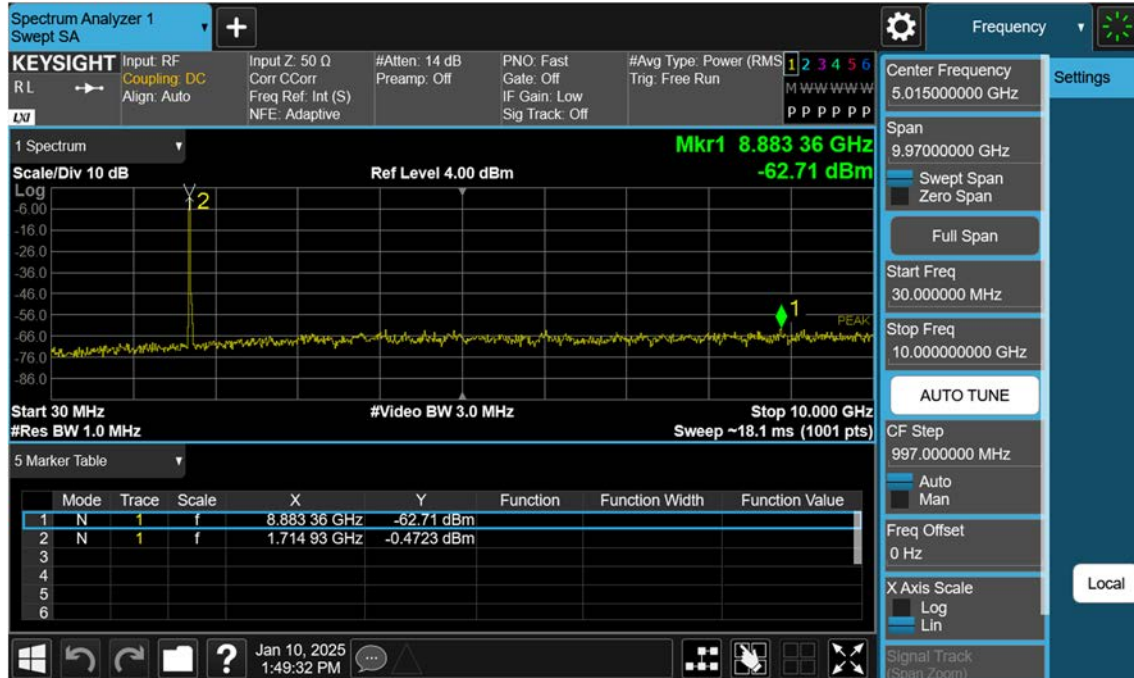 Spectrum Analyzer 1
Swept SA
Frequency
KEYSIGHT
R L
LXI
Input: RF
Coupling: DC
Align: Auto
Input Z: 50 Ω
Corr CCorr
Freq Ref: Int (S)
NFE: Adaptive
#Atten: 14 dB
Preamp: Off
PNO: Fast
Gate: Off
IF Gain: Low
Sig Track: Off
#Avg Type: Power (RMS
Trig: Free Run
1 2 3 4 5 6
M W W W W W
P P P P P P
1 Spectrum
Mkr1 8.883 36 GHz
Scale/Div 10 dB
Ref Level 4.00 dBm
-62.71 dBm
Log
-6.00
-16.0
-26.0
-36.0
-46.0
-56.0
-66.0
-76.0
-86.0
2
1
PEAK
Start 30 MHz
#Video BW 3.0 MHz
Stop 10.000 GHz
#Res BW 1.0 MHz
Sweep ~18.1 ms (1001 pts)
5 Marker Table
Mode Trace Scale X Y Function Function Width Function Value
1 N 1 f 8.883 36 GHz -62.71 dBm
2 N 1 f 1.714 93 GHz -0.4723 dBm
3
4
5
6
?
Jan 10, 2025
1:49:32 PM
Center Frequency
5.015000000 GHz
Span
9.97000000 GHz
Swept Span
Zero Span
Full Span
Start Freq
30.000000 MHz
Stop Freq
10.000000000 GHz
AUTO TUNE
CF Step
997.000000 MHz
Auto
Man
Freq Offset
0 Hz
X Axis Scale
Log
Lin
Signal Track
(Span Zoom)
Settings
Local